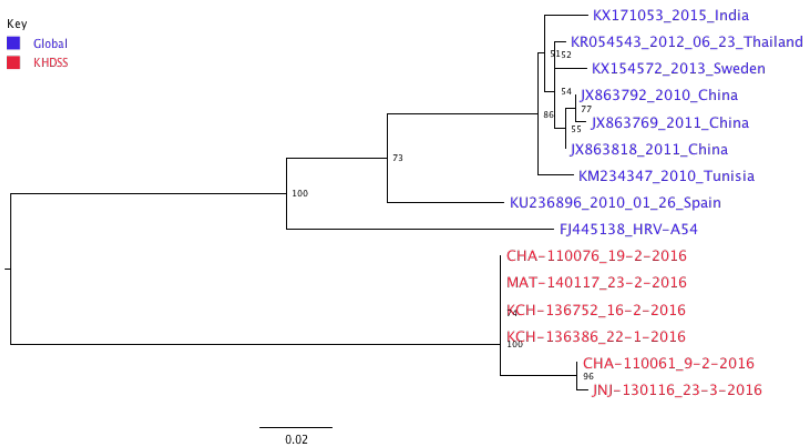 Key
Global
KHDSS
KX171053_2015_India
KR054543_2012_06_23_Thailand
51
52
KX154572_2013_Sweden
54
JX863792_2010_China
77
86
JX863769_2011_China
55
JX863818_2011_China
73
KM234347_2010_Tunisia
100
KU236896_2010_01_26_Spain
FJ445138_HRV-A54
CHA-110076_19-2-2016
MAT-140117_23-2-2016
KCH-136752_16-2-2016
KCH-136386_22-1-2016
100
CHA-110061_9-2-2016
96
JNJ-130116_23-3-2016
0.02